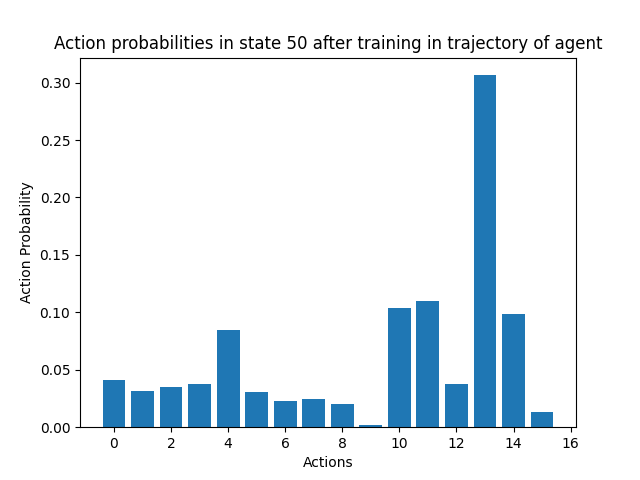 Action probabilities in state 50 after training in trajectory of agent
0.30
0.25
0.20
0.15
0.10
0.05
0.00
Action Probability
0 2 4 6 8 10 12 14 16
Actions